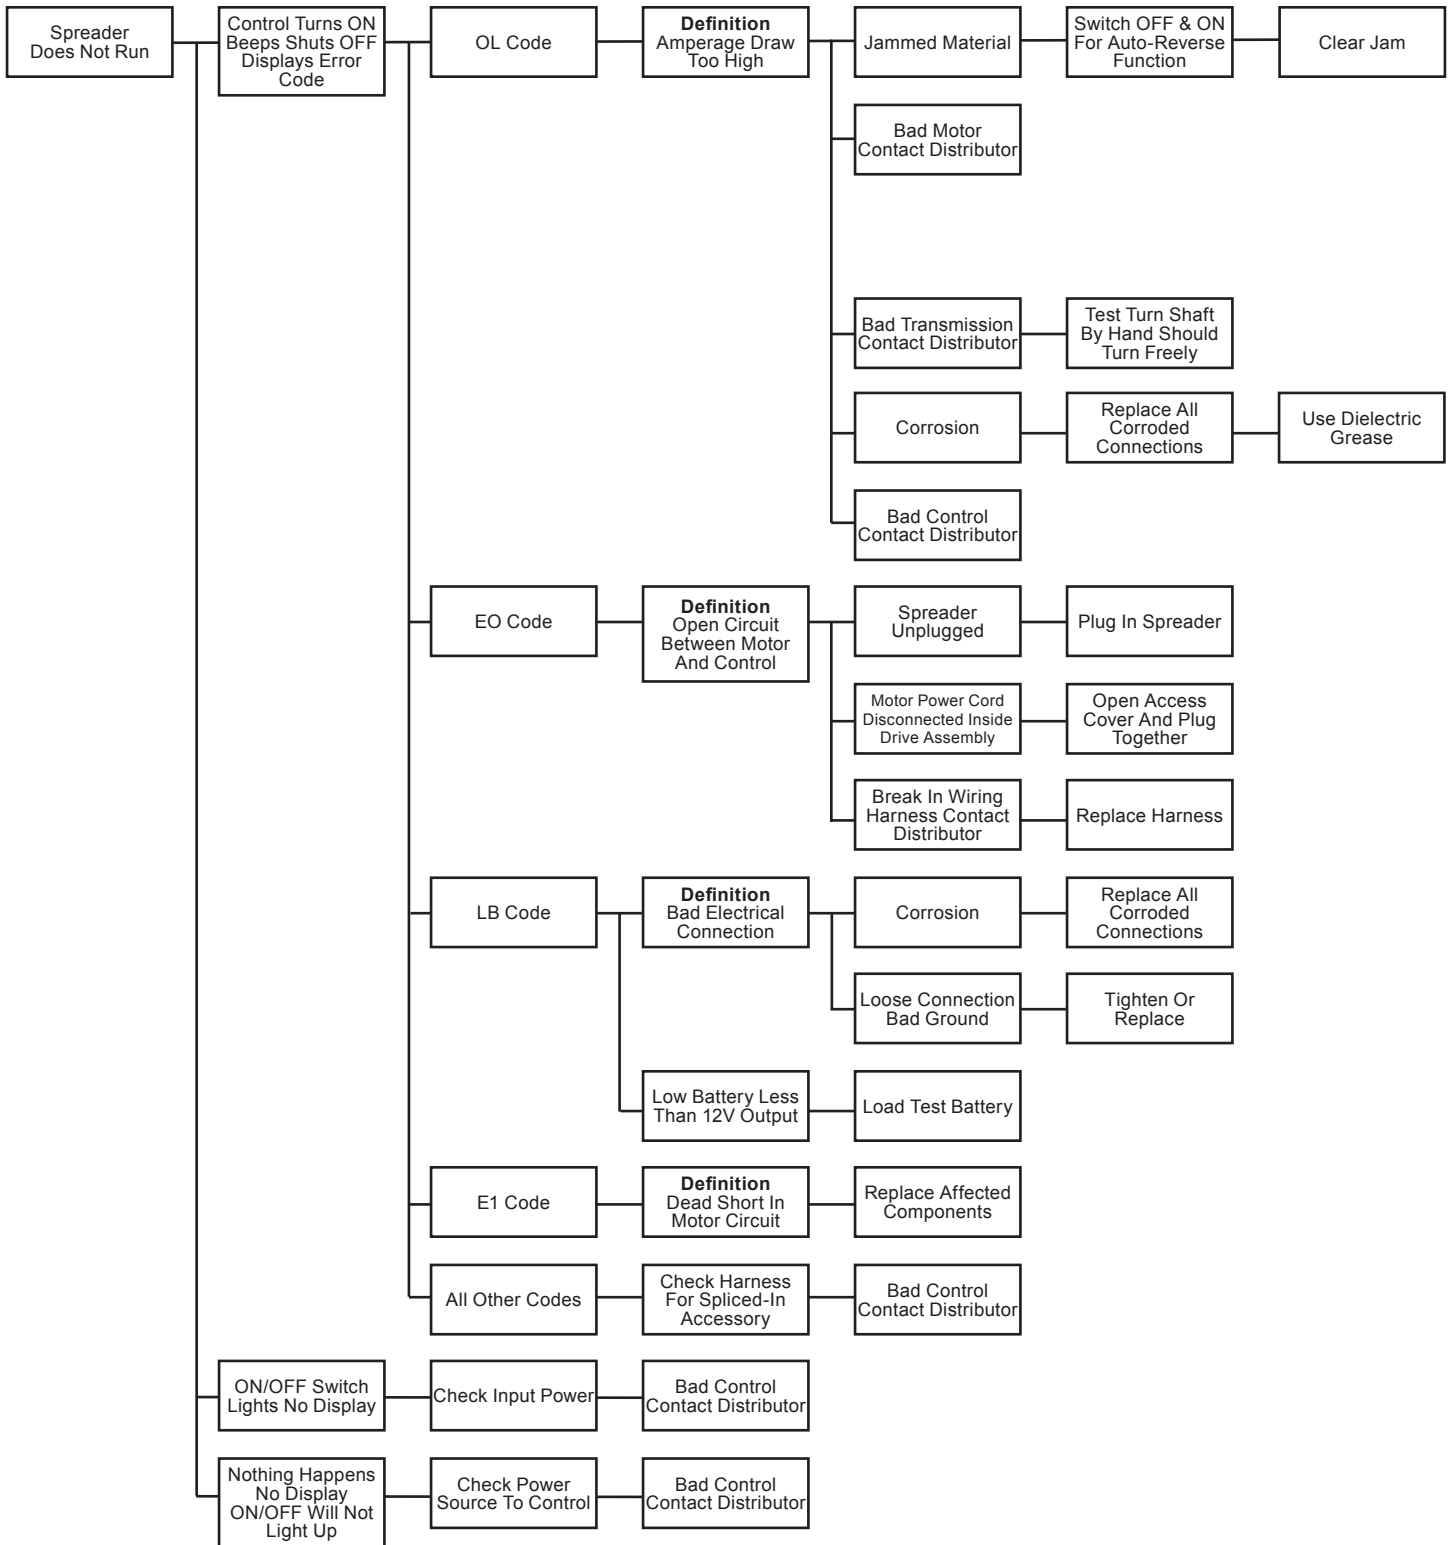 Spreader
Does Not Run
Control Turns ON
Beeps Shuts OFF
Displays Error
Code
OL Code
Definition
Amperage Draw
Too High
Jammed Material
Switch OFF & ON
For Auto-Reverse
Function
Clear Jam
Bad Motor
Contact Distributor
Bad Transmission
Contact Distributor
Test Turn Shaft
By Hand Should
Turn Freely
Corrosion
Replace All
Corroded
Connections
Use Dielectric
Grease
Bad Control
Contact Distributor
EO Code
Definition
Open Circuit
Between Motor
And Control
Spreader
Unplugged
Plug In Spreader
Motor Power Cord
Disconnected Inside
Drive Assembly
Open Access
Cover And Plug
Together
Break In Wiring
Harness Contact
Distributor
Replace Harness
LB Code
Definition
Bad Electrical
Connection
Corrosion
Replace All
Corroded
Connections
Loose Connection
Bad Ground
Tighten Or
Replace
Low Battery Less
Than 12V Output
Load Test Battery
E1 Code
Definition
Dead Short In
Motor Circuit
Replace Affected
Components
All Other Codes
Check Harness
For Spliced-In
Accessory
Bad Control
Contact Distributor
ON/OFF Switch
Lights No Display
Check Input Power
Bad Control
Contact Distributor
Nothing Happens
No Display
ON/OFF Will Not
Light Up
Check Power
Source To Control
Bad Control
Contact Distributor